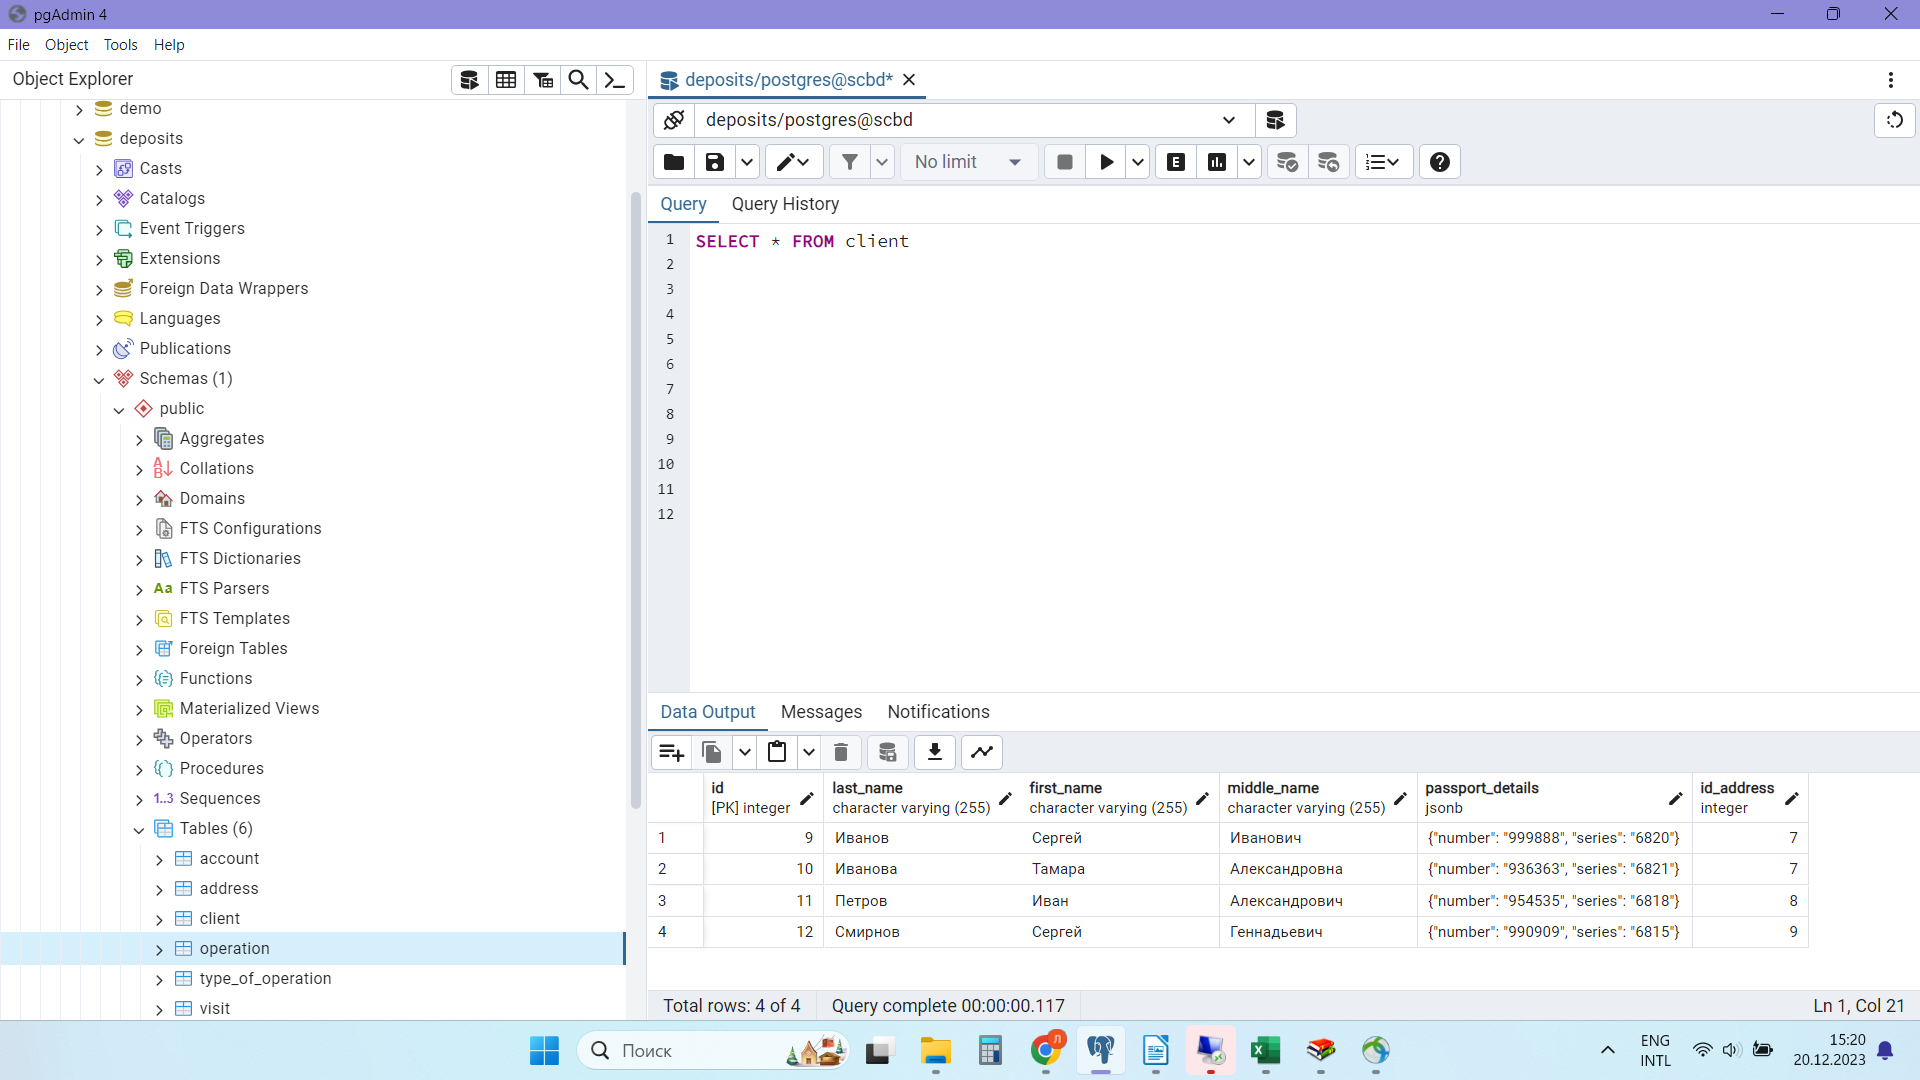 pgAdmin 4
File Object Tools Help
Object Explorer
demo
deposits
Casts
Catalogs
Event Triggers
Extensions
Foreign Data Wrappers
Languages
Publications
Schemas (1)
public
Aggregates
Collations
Domains
FTS Configurations
FTS Dictionaries
Aa FTS Parsers
FTS Templates
Foreign Tables
Functions
Materialized Views
Operators
Procedures
1..3 Sequences
Tables (6)
account
address
client
operation
type_of_operation
visit
deposits/postgres@scbd*
deposits/postgres@scbd
No limit
E
Query Query History
1 SELECT * FROM client
2
3
4
5
6
7
8
9
10
11
12
Data Output Messages Notifications
id last_name first_name middle_name passport_details id_address
[PK] integer character varying (255) character varying (255) character varying (255) jsonb integer
1 9 Иванов Сергей Иванович {"number": "999888", "series": "6820"} 7
2 10 Иванова Тамара Александровна {"number": "936363", "series": "6821"} 7
3 11 Петров Иван Александрович {"number": "954535", "series": "6818"} 8
4 12 Смирнов Сергей Геннадьевич {"number": "990909", "series": "6815"} 9
Total rows: 4 of 4 Query complete 00:00:00.117 Ln 1, Col 21
Поиск
Л
ENG
INTL
15:20
20.12.2023